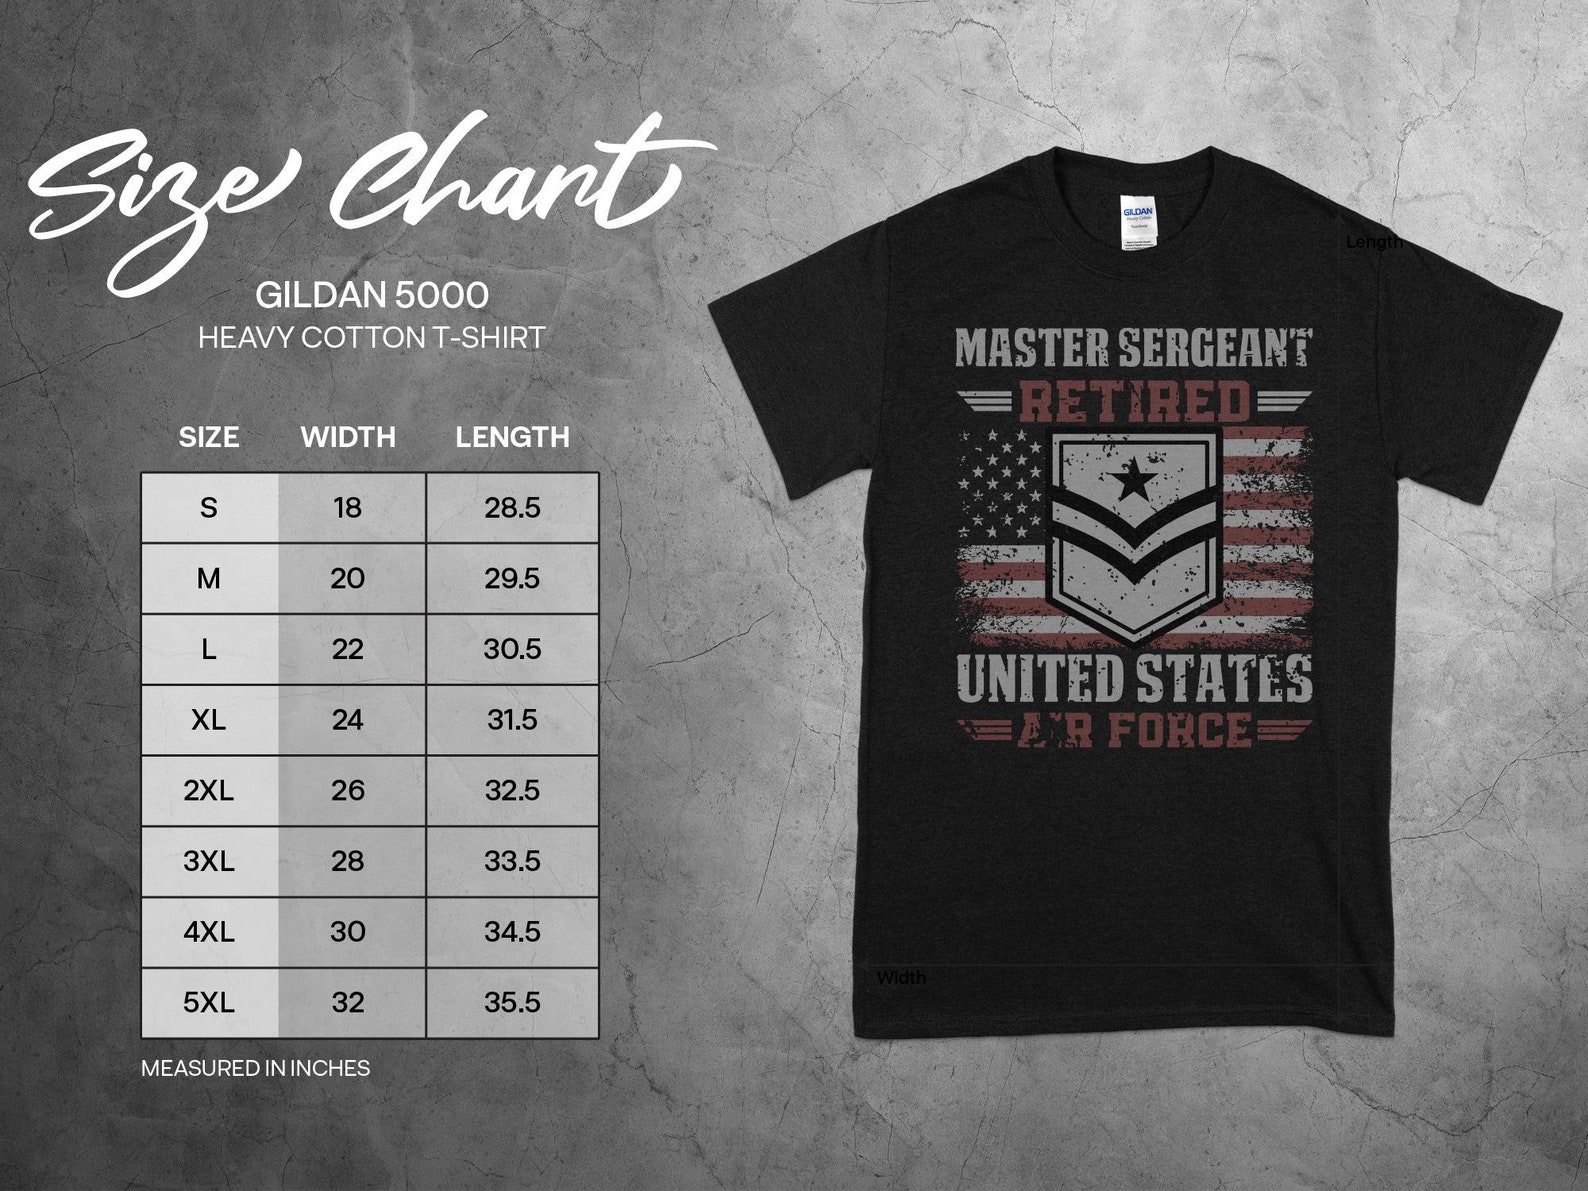 Size Chart
GILDAN 5000
HEAVY COTTON T-SHIRT
SIZE WIDTH LENGTH
S 18 28.5
M 20 29.5
L 22 30.5
XL 24 31.5
2XL 26 32.5
3XL 28 33.5
4XL 30 34.5
5XL 32 35.5
MEASURED IN INCHES
GILDAN
Heavy Cotton
Length
MASTER SERGEANT
RETIRED
UNITED STATES
AIR FORCE
Width